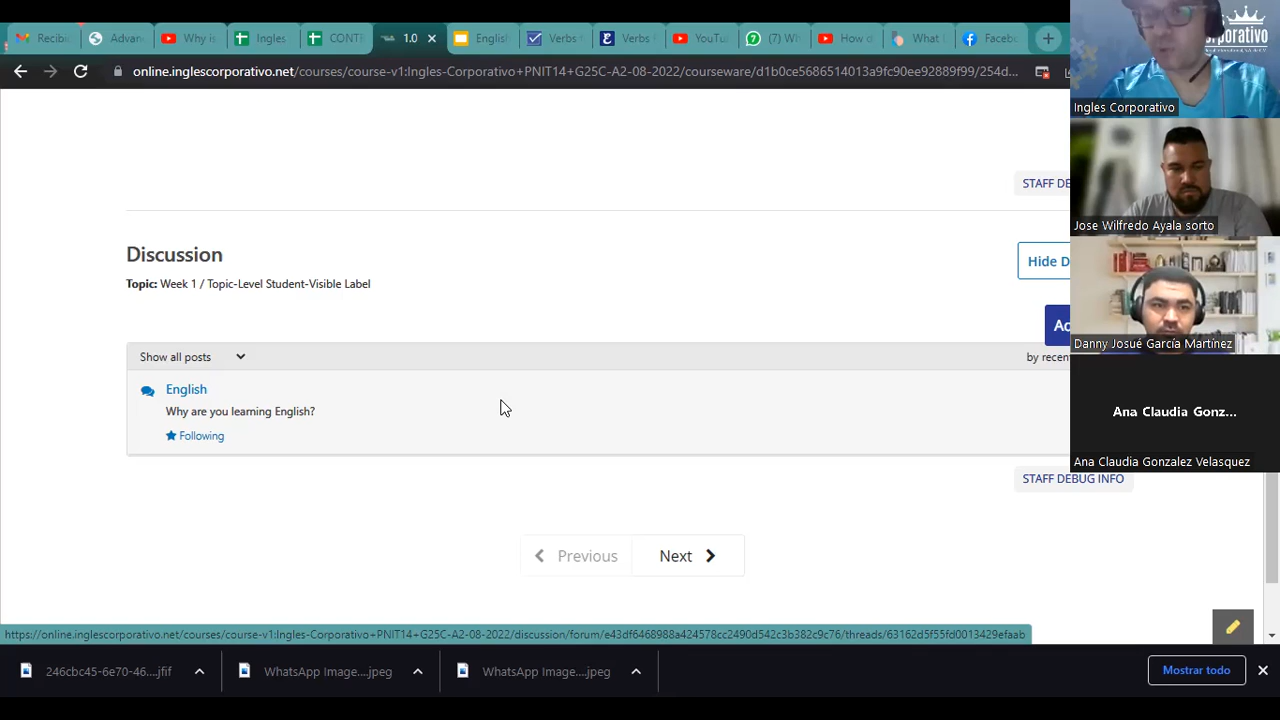 Recibi
Advan
Why is
Ingles
CONT
1.0
English
Verbs f
Verbs
YouTu
(7) Wh
How d
What
Faceb
online.inglescorporativo.net/courses/course-v1:Ingles-Corporativo+PNIT14+G25C-A2-08-2022/courseware/d1b0ce5686514013a9fc90ee92889f99/254d...
orporativo
Ingles Corporativo
Jose Wilfredo Ayala sorto
Danny Josué García Martínez
Ana Claudia Gonz...
Ana Claudia Gonzalez Velasquez
STAFF DE
Discussion
Hide D
Topic: Week 1 / Topic-Level Student-Visible Label
Ad
Show all posts
by recen
English
Why are you learning English?
Following
STAFF DEBUG INFO
Previous
Next
https://online.inglescorporativo.net/courses/course-v1:Ingles-Corporativo+PNIT14+G25C-A2-08-2022/discussion/forum/e43df6468988a424578cc2490d542c3b382c9c76/threads/63162d5f55fd0013429efaab
246cbc45-6e70-46....jfif
WhatsApp Image....jpeg
WhatsApp Image....jpeg
Mostrar todo